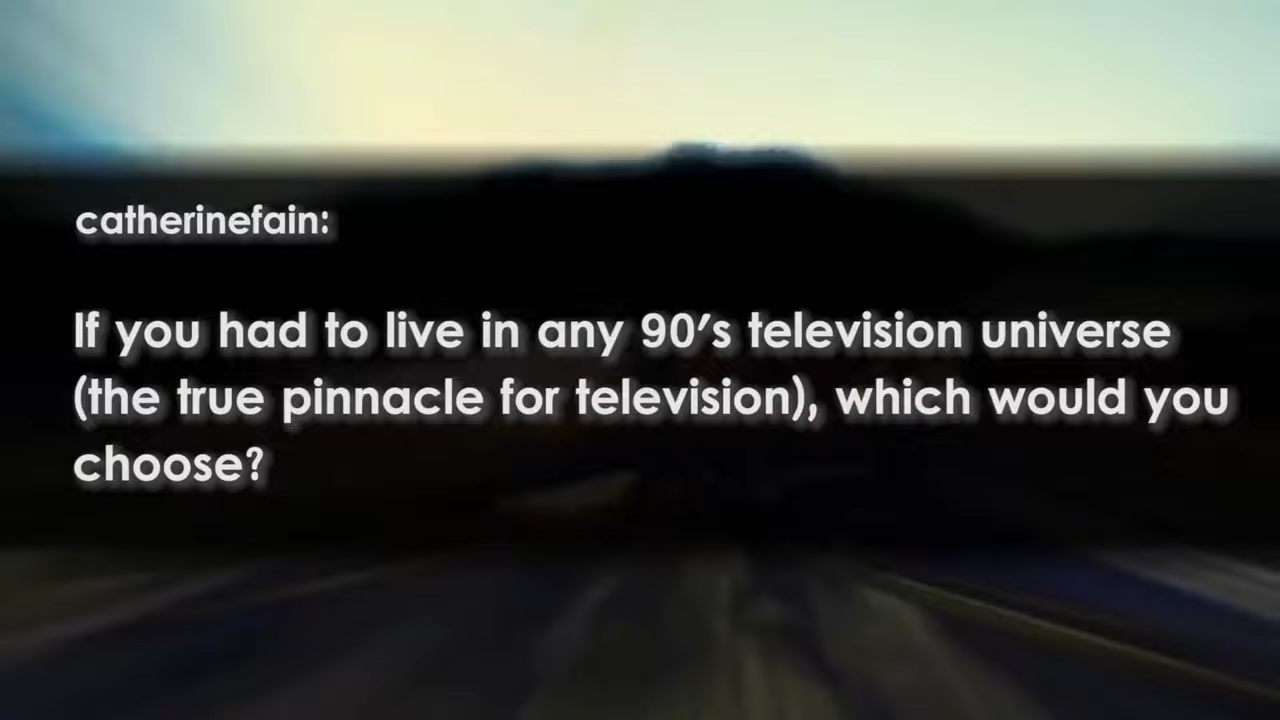 catherinefain:
If you had to live in any 90's television universe
(the true pinnacle for television), which would you
choose?